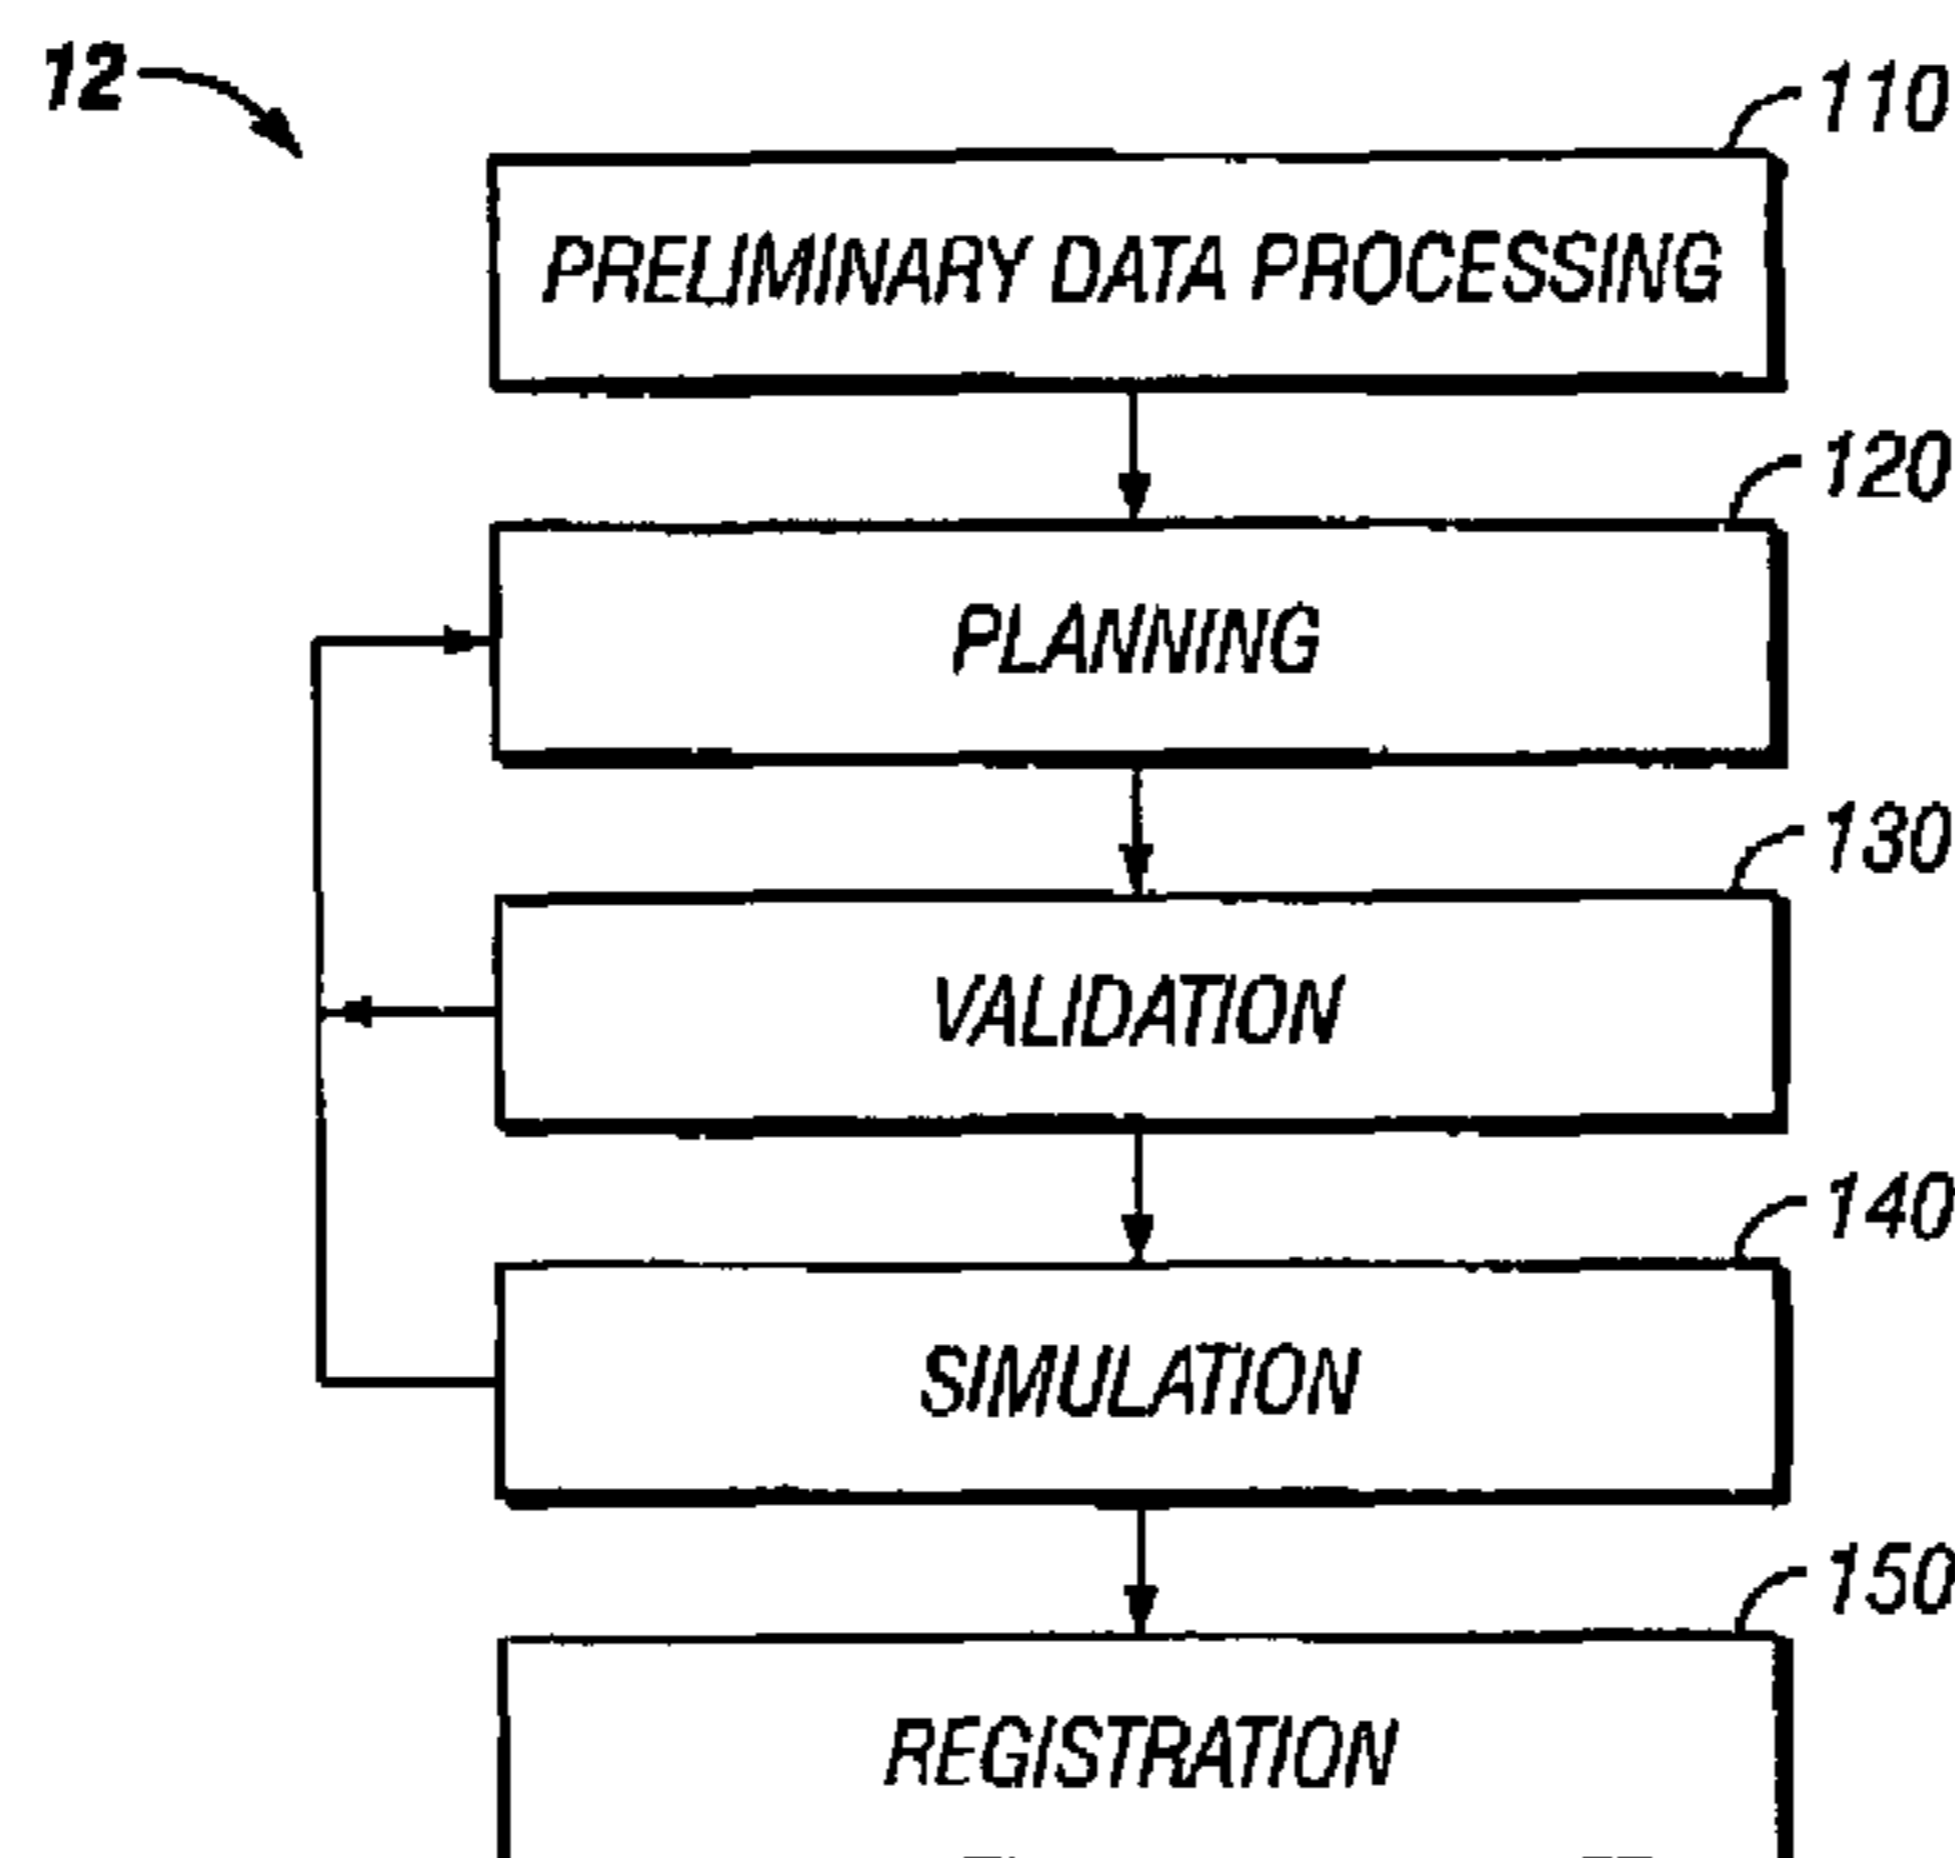 12
110
PRELIMINARY DATA PROCESSING
120
PLANNING
130
VALIDATION
140
SIMULATION
150
REGISTRATION